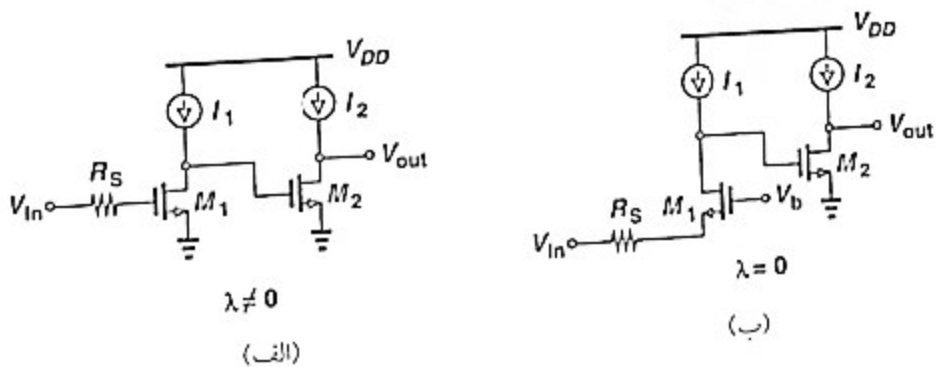 V_DD
I_1
I_2
V_out
R_S
V_In
M_1
M_2
λ ≠ 0
(الف)
V_DD
I_1
I_2
V_out
M_2
M_1
V_b
R_S
V_In
λ = 0
(ب)